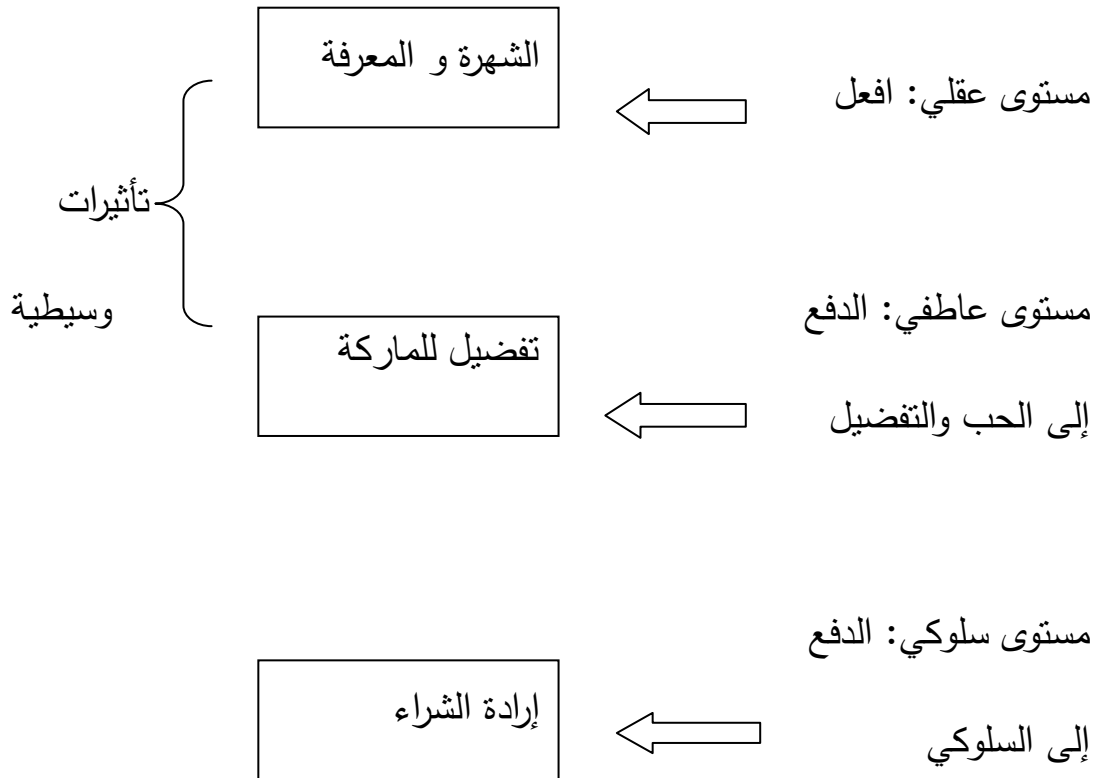 الشهرة و المعرفة
مستوى عقلي: افعل
تأثيرات
وسيطية
مستوى عاطفي: الدفع
تفضيل للماركة
إلى الحب والتفضيل
مستوى سلوكي: الدفع
إرادة الشراء
إلى السلوكي